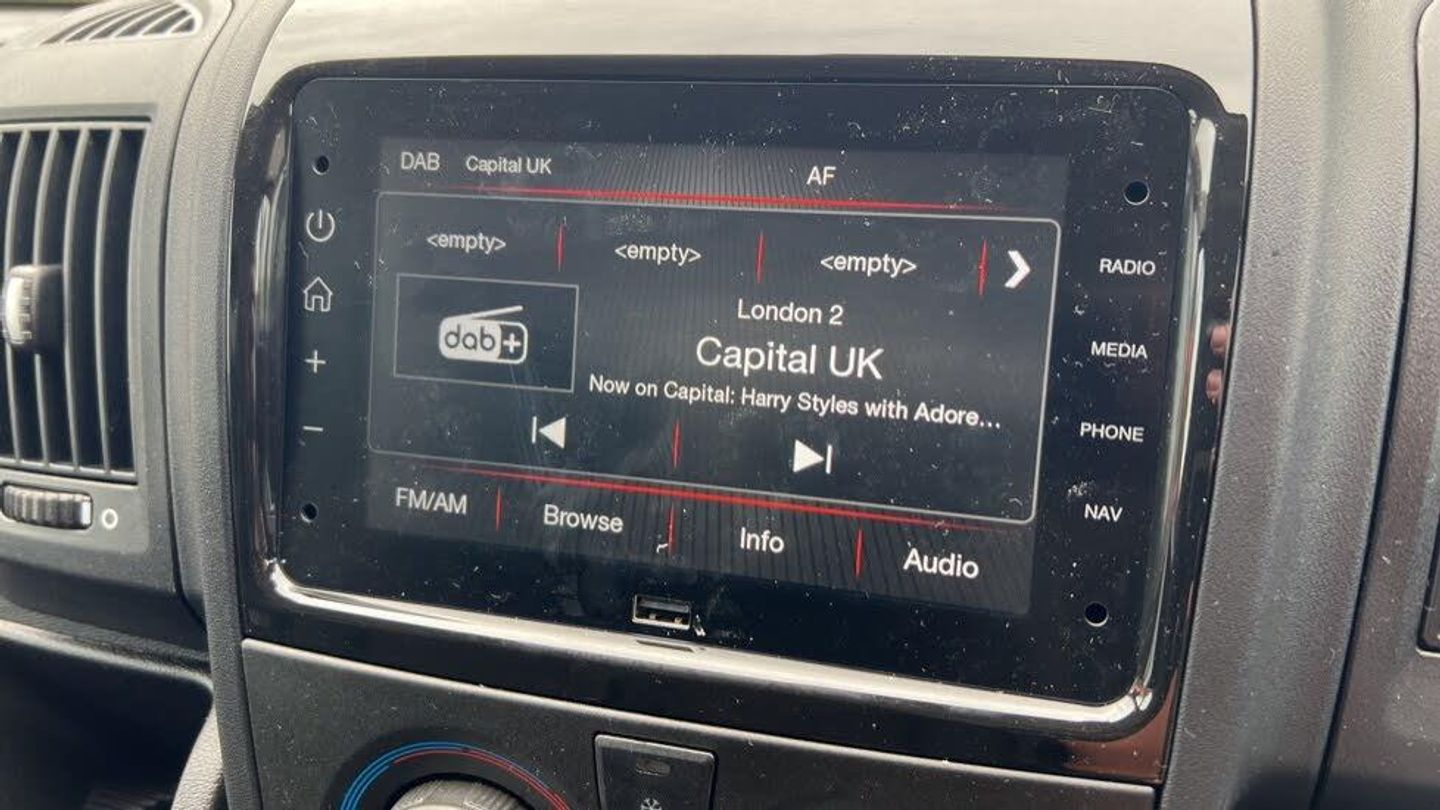 DAB Capital UK AF
<empty> <empty> <empty>
London 2
dab+
Capital UK
Now on Capital: Harry Styles with Adore...
FM/AM Browse Info Audio
RADIO
MEDIA
PHONE
NAV